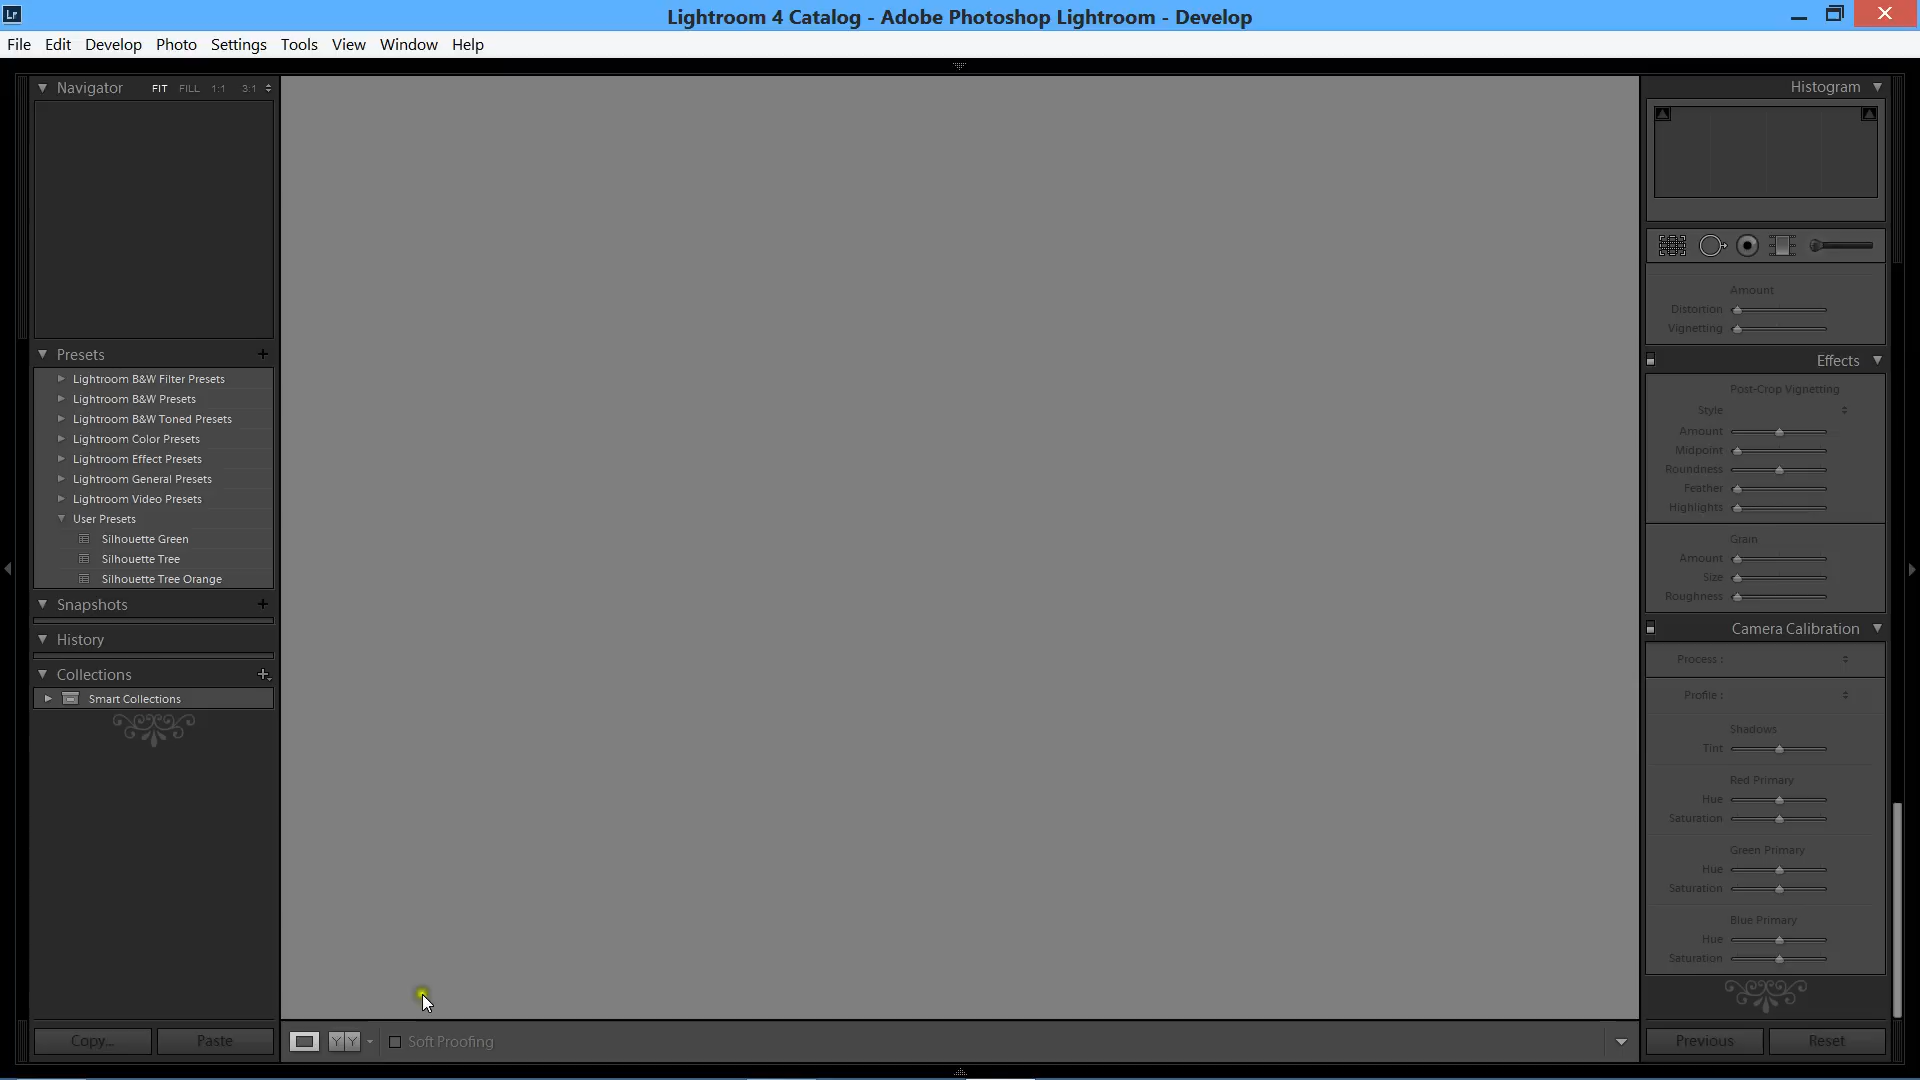 Lr
Lightroom 4 Catalog - Adobe Photoshop Lightroom - Develop
File Edit Develop Photo Settings Tools View Window Help
Navigator FIT FILL 1:1 3:1
Presets +
Lightroom B&W Filter Presets
Lightroom B&W Presets
Lightroom B&W Toned Presets
Lightroom Color Presets
Lightroom Effect Presets
Lightroom General Presets
Lightroom Video Presets
User Presets
Silhouette Green
Silhouette Tree
Silhouette Tree Orange
Snapshots +
History
Collections +
Smart Collections
Copy... Paste
YY Soft Proofing
Histogram
Amount
Distortion
Vignetting
Effects
Post-Crop Vignetting
Style
Amount
Midpoint
Roundness
Feather
Highlights
Grain
Amount
Size
Roughness
Camera Calibration
Process :
Profile :
Shadows
Tint
Red Primary
Hue
Saturation
Green Primary
Hue
Saturation
Blue Primary
Hue
Saturation
Previous Reset